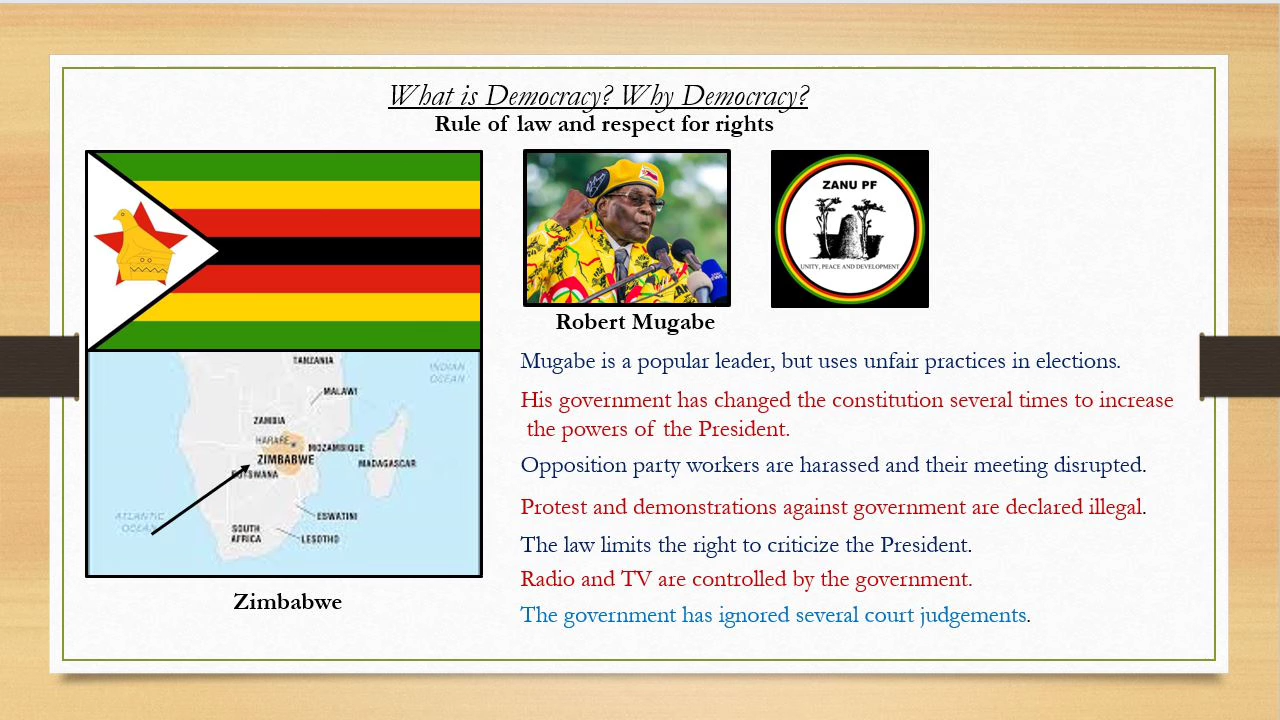 What is Democracy? Why Democracy?
Rule of law and respect for rights
ZANU PF
UNITY, PEACE AND DEVELOPMENT
Robert Mugabe
Mugabe is a popular leader, but uses unfair practices in elections.
His government has changed the constitution several times to increase
the powers of the President.
Opposition party workers are harassed and their meeting disrupted.
Protest and demonstrations against government are declared illegal.
The law limits the right to criticize the President.
Radio and TV are controlled by the government.
The government has ignored several court judgements.
TANZANIA
INDIAN
OCEAN
MALAWI
ZAMBIA
HARARE
MOZAMBIQUE
ZIMBABWE
MADAGASCAR
BOTSWANA
ATLANTIC
OCEAN
ESWATINI
SOUTH
AFRICA
LESOTHO
Zimbabwe